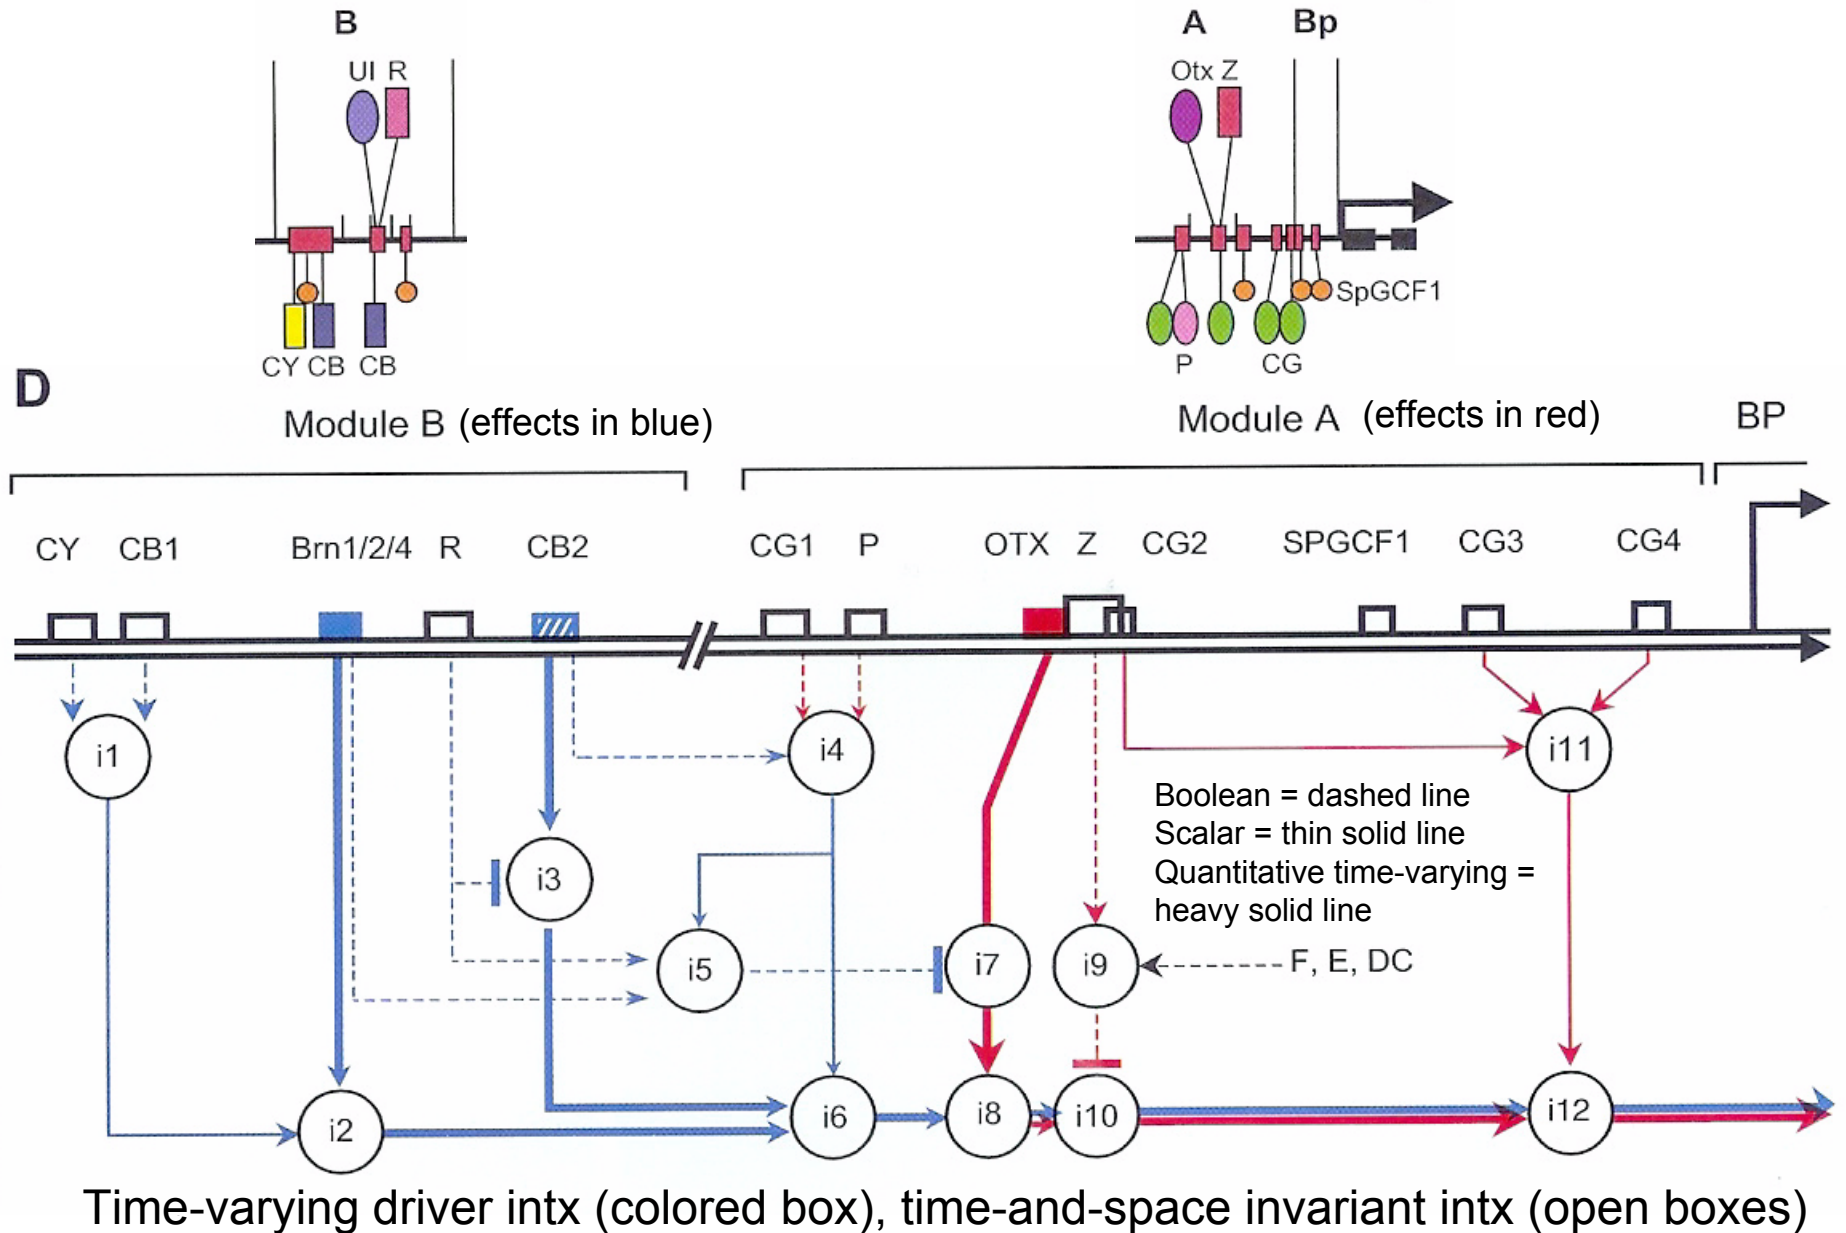 B
A Bp
UI R
Otx Z
SpGCF1
CY CB CB
P CG
D
Module B (effects in blue)
Module A (effects in red)
BP
CY CB1 Brn1/2/4 R CB2 CG1 P OTX Z CG2 SPGCF1 CG3 CG4
i1
i4
i11
Boolean = dashed line
Scalar = thin solid line
Quantitative time-varying =
heavy solid line
i3
i5
i7
i9
F, E, DC
i2
i6
i8
i10
i12
Time-varying driver intx (colored box), time-and-space invariant intx (open boxes)